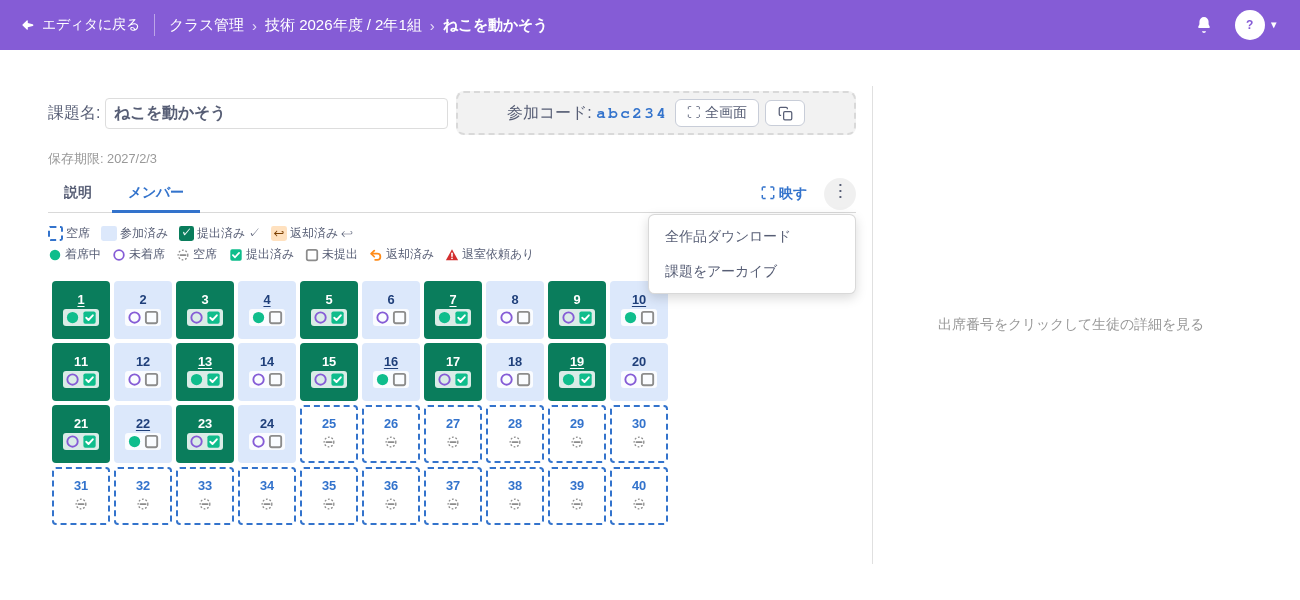 エディタに戻る クラス管理 › 技術 2026年度 / 2年1組 › ねこを動かそう ? ▼
課題名: ねこを動かそう 参加コード: abc234 全画面
保存期限: 2027/2/3
説明 メンバー 映す ⋮
空席 参加済み 提出済み ✓ 返却済み ↩
着席中 未着席 空席 提出済み 未提出 返却済み 退室依頼あり
全作品ダウンロード
課題をアーカイブ
1 2 3 4 5 6 7 8 9 10
11 12 13 14 15 16 17 18 19 20
21 22 23 24 25 26 27 28 29 30
31 32 33 34 35 36 37 38 39 40
出席番号をクリックして生徒の詳細を見る